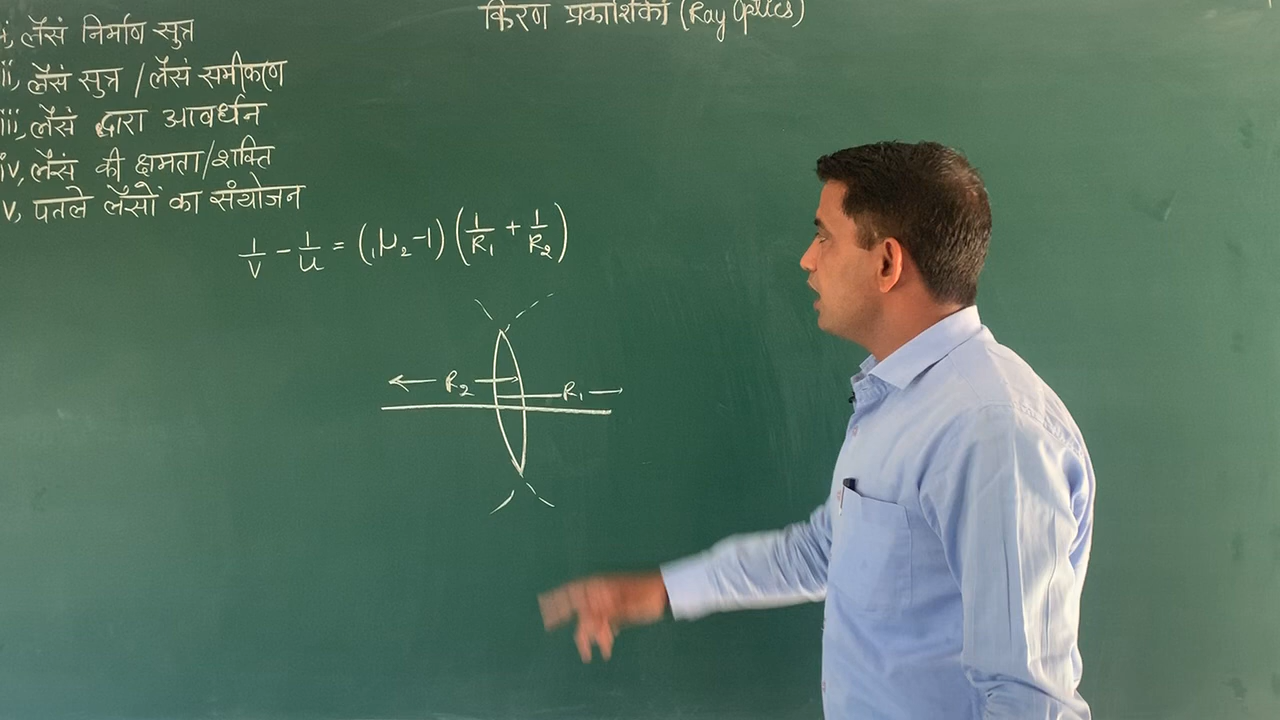 किरण प्रकाशिकी (Ray Optics)
i, लेंस निर्माण सुत्र
ii, लेंस सुत्र / लेंस समीकरण
iii, लेंस द्वारा आवर्धन
iv, लेंस की क्षमता/शक्ति
v, पतले लेंसों का संयोजन
1/v - 1/u = (₁μ₂-1) (1/R₁ + 1/R₂)
R₂
R₁